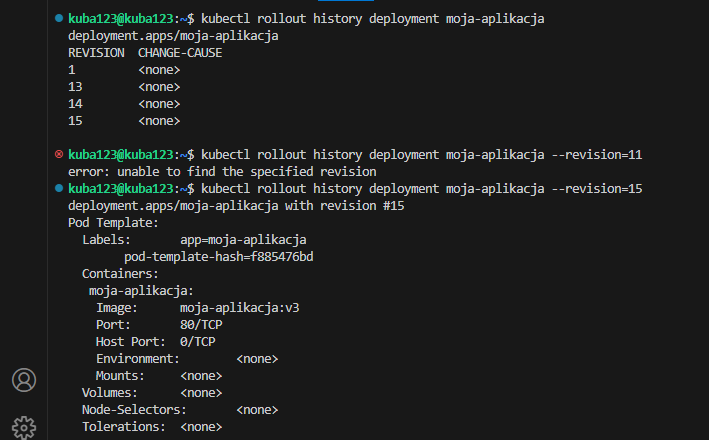 kuba123@kuba123:~$ kubectl rollout history deployment moja-aplikacja
deployment.apps/moja-aplikacja
REVISION  CHANGE-CAUSE
1         <none>
13        <none>
14        <none>
15        <none>

kuba123@kuba123:~$ kubectl rollout history deployment moja-aplikacja --revision=11
error: unable to find the specified revision
kuba123@kuba123:~$ kubectl rollout history deployment moja-aplikacja --revision=15
deployment.apps/moja-aplikacja with revision #15
Pod Template:
  Labels:       app=moja-aplikacja
        pod-template-hash=f885476bd
  Containers:
   moja-aplikacja:
    Image:      moja-aplikacja:v3
    Port:       80/TCP
    Host Port:  0/TCP
    Environment:        <none>
    Mounts:     <none>
  Volumes:      <none>
  Node-Selectors:       <none>
  Tolerations:  <none>